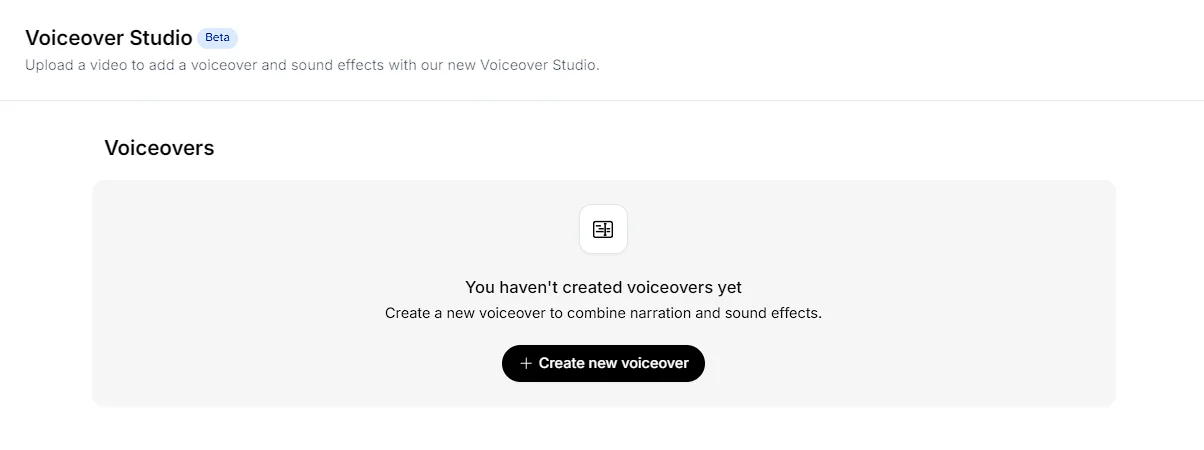 Voiceover Studio Beta
Upload a video to add a voiceover and sound effects with our new Voiceover Studio.
Voiceovers
You haven't created voiceovers yet
Create a new voiceover to combine narration and sound effects.
+ Create new voiceover